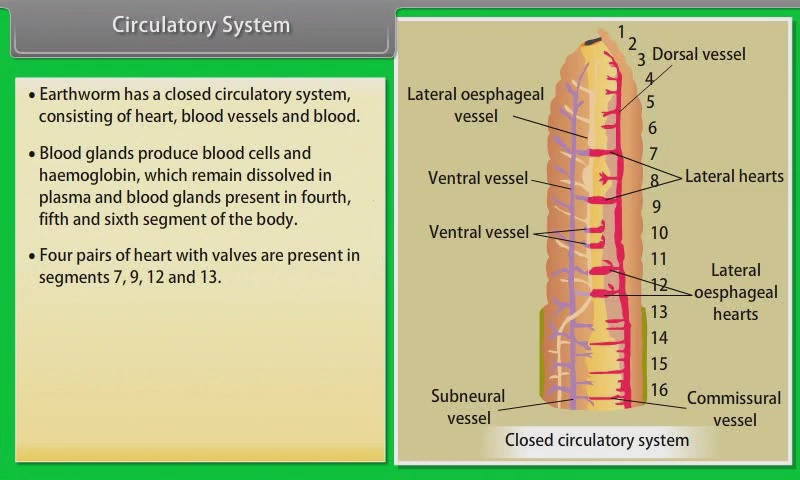 Circulatory System
• Earthworm has a closed circulatory system,
consisting of heart, blood vessels and blood.
• Blood glands produce blood cells and
haemoglobin, which remain dissolved in
plasma and blood glands present in fourth,
fifth and sixth segment of the body.
• Four pairs of heart with valves are present in
segments 7, 9, 12 and 13.
1
2
3
Dorsal vessel
4
Lateral oesphageal
vessel
5
6
7
Ventral vessel
8
Lateral hearts
9
Ventral vessel
10
11
Lateral
oesphageal
hearts
12
13
14
15
16
Subneural
vessel
Commissural
vessel
Closed circulatory system